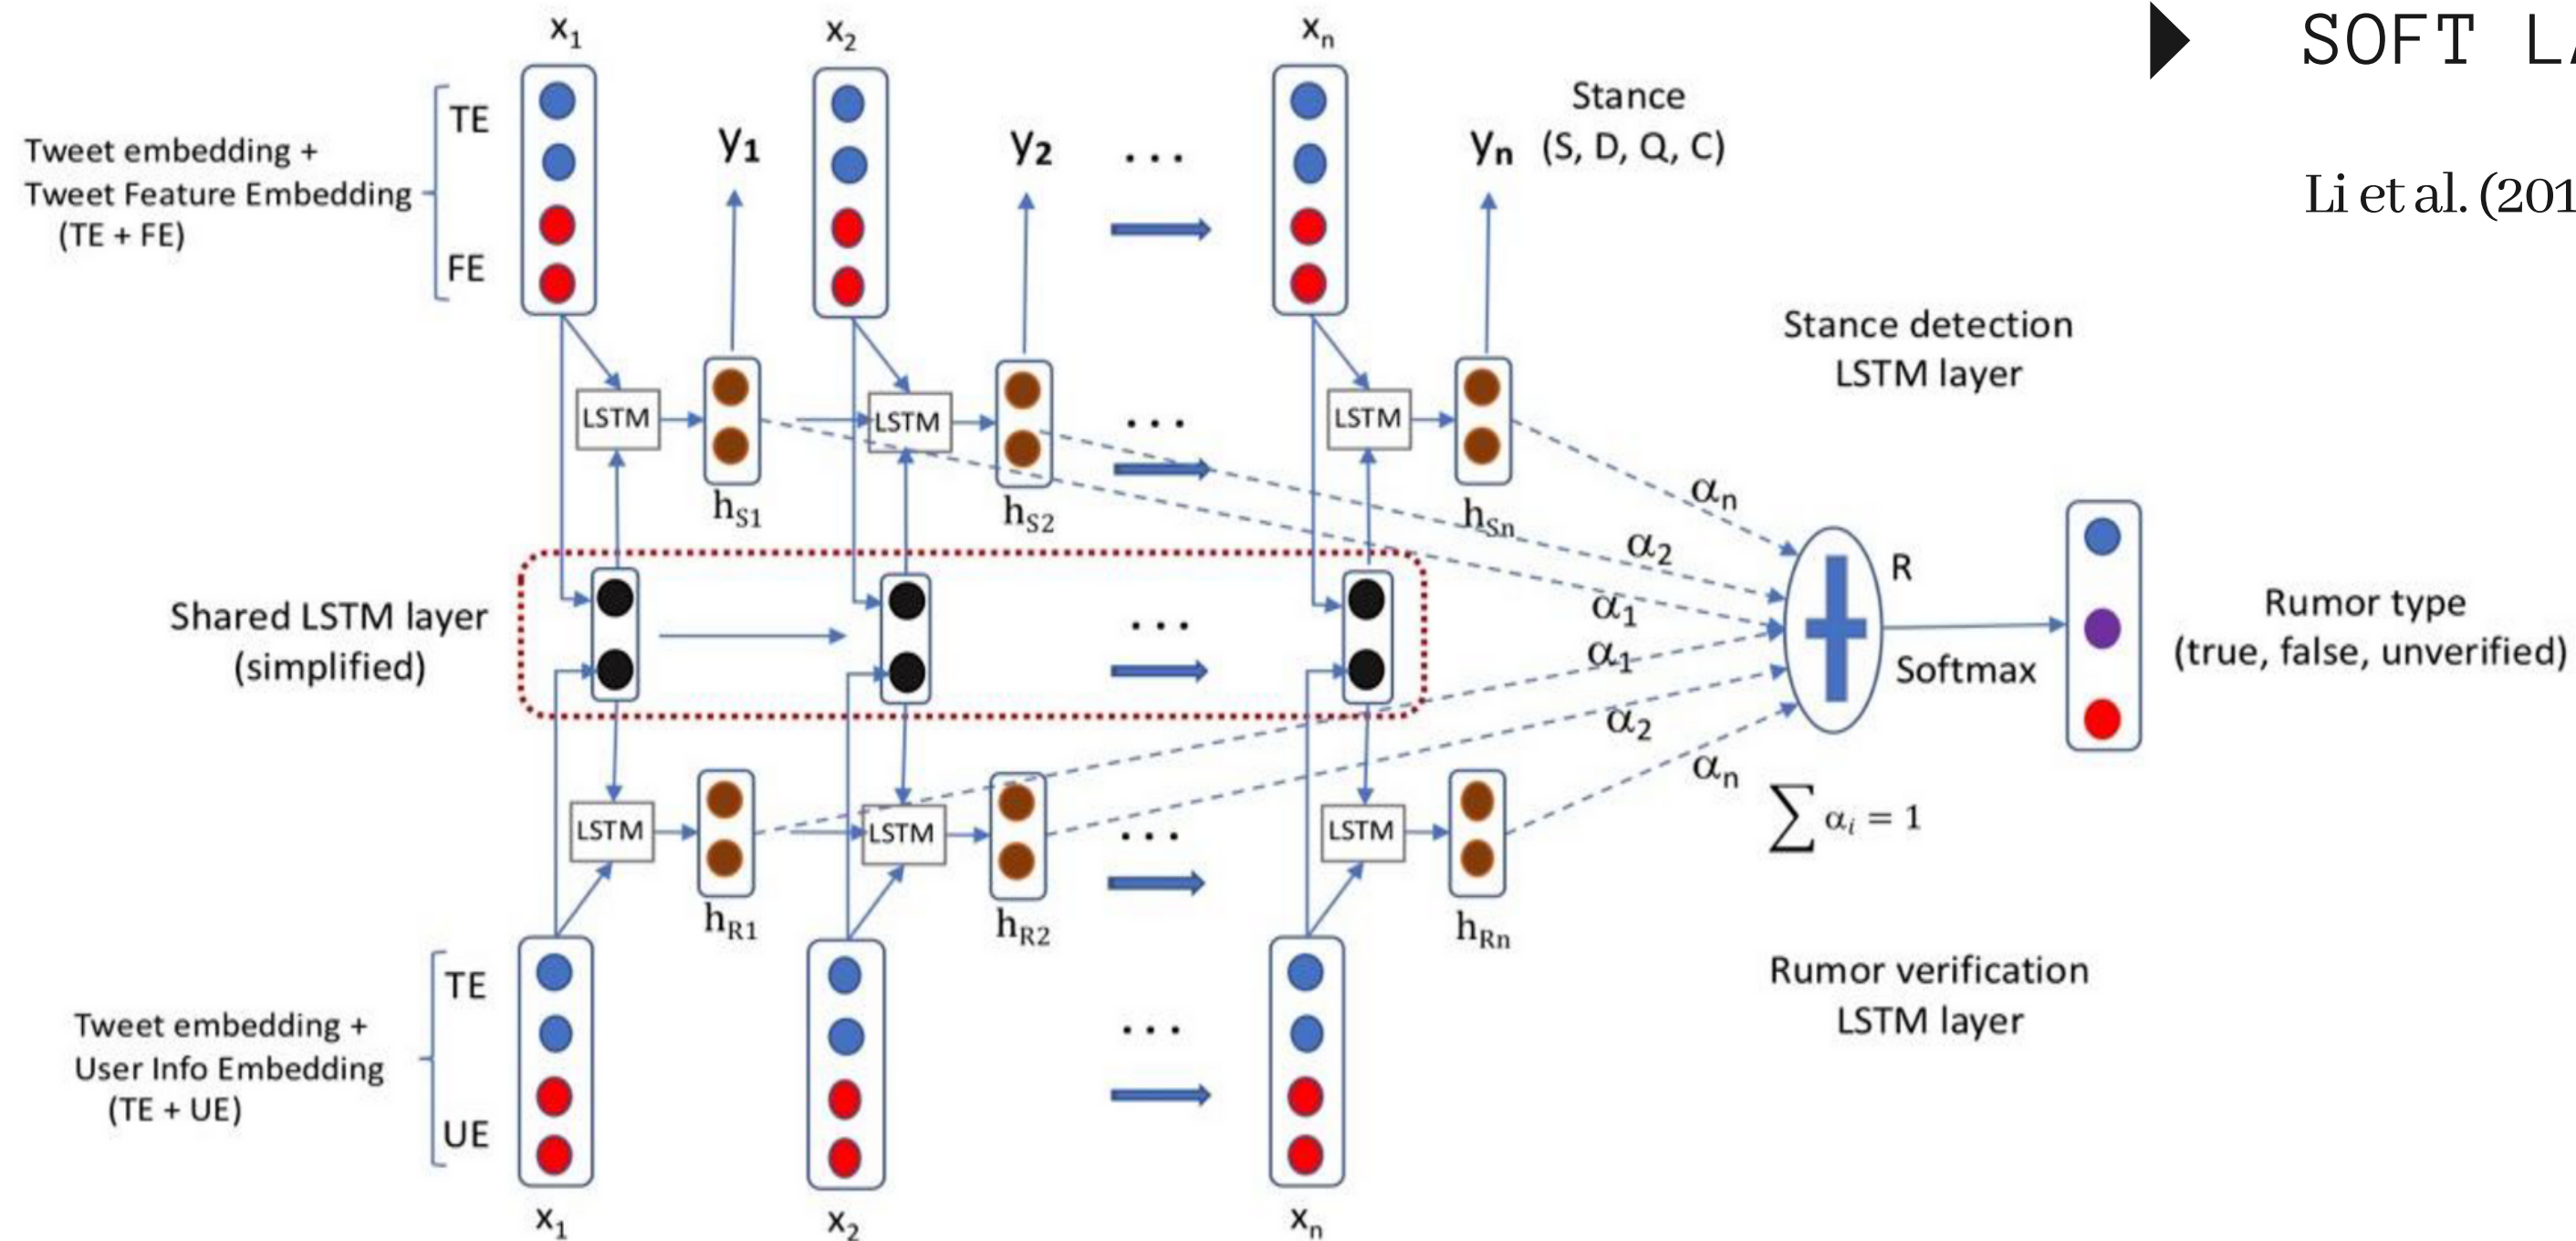 x1 x2 xn
SOFT LA
Li et al. (201
Stance
(S, D, Q, C)
TE
FE
Tweet embedding +
Tweet Feature Embedding
(TE + FE)
y1 y2 ... yn
Stance detection
LSTM layer
LSTM LSTM ... LSTM
hS1 hS2 hSn
αn
α2
α1
α1
α2
αn
Shared LSTM layer
(simplified)
...
R
Softmax
Rumor type
(true, false, unverified)
∑ αi = 1
LSTM LSTM ... LSTM
hR1 hR2 hRn
Rumor verification
LSTM layer
TE
UE
Tweet embedding +
User Info Embedding
(TE + UE)
...
x1 x2 xn